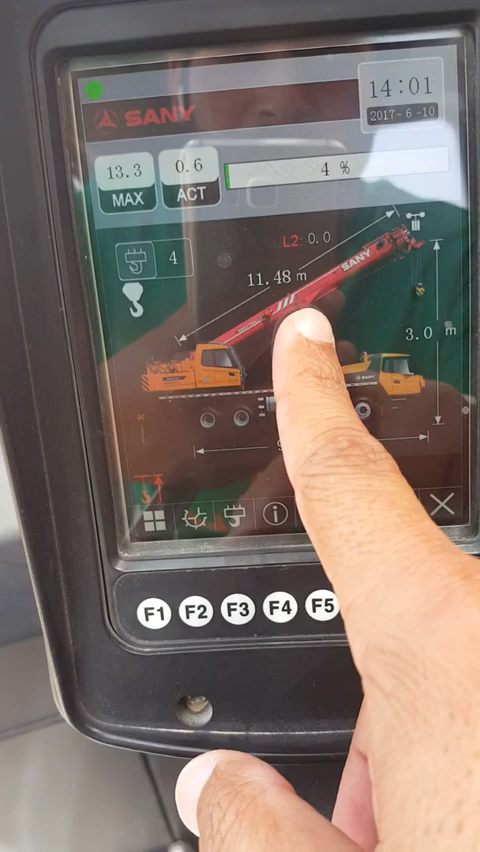 14:01
SANY
2017- 6 -10
13.3
0.6
4 %
MAX
ACT
L2: 0.0
SANY
4
11.48 m
3.0 m
SANY
F1 F2 F3 F4 F5